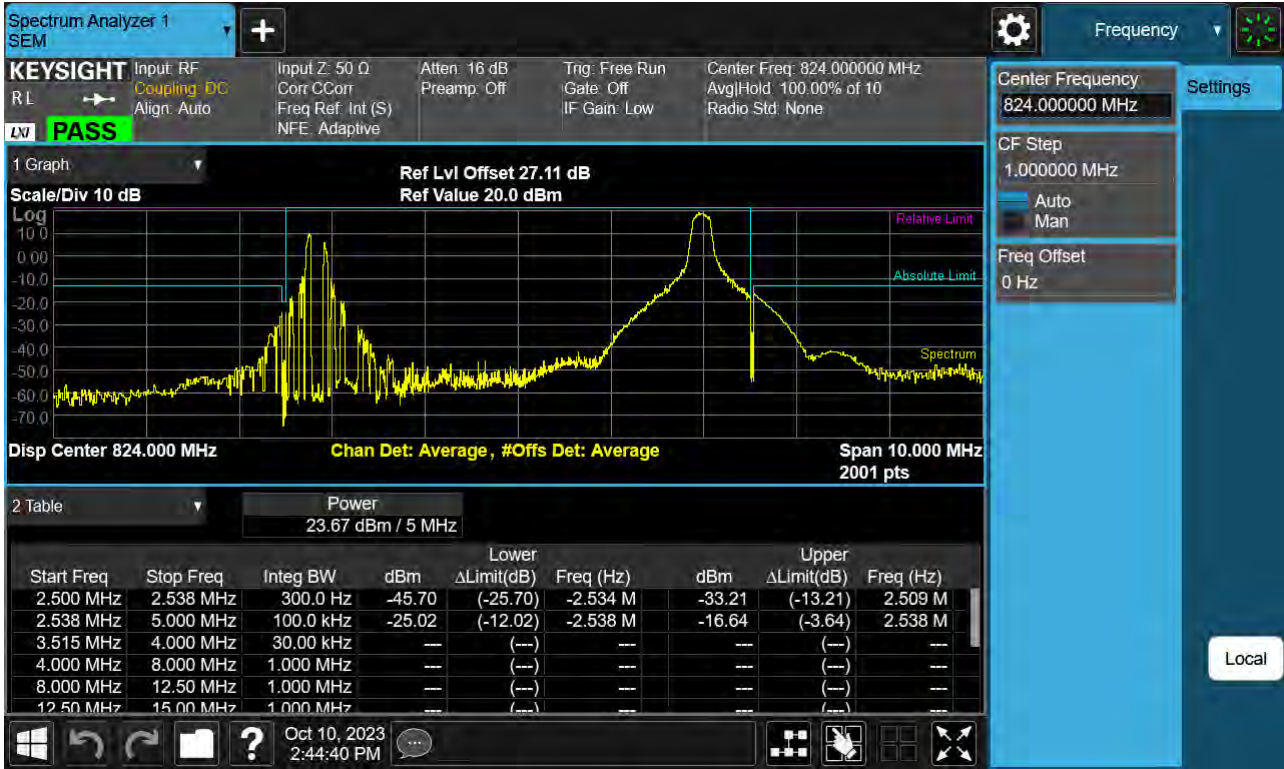 Spectrum Analyzer 1
SEM
Frequency
KEYSIGHT
R L
LXI
PASS
Input: RF
Coupling: DC
Align: Auto
Input Z: 50 Ω
Corr CCorr
Freq Ref: Int (S)
NFE: Adaptive
Atten: 16 dB
Preamp: Off
Trig: Free Run
Gate: Off
IF Gain: Low
Center Freq: 824.000000 MHz
Avg|Hold: 100.00% of 10
Radio Std: None
Center Frequency
824.000000 MHz
Settings
CF Step
1.000000 MHz
Auto
Man
Freq Offset
0 Hz
Local
1 Graph
Scale/Div 10 dB
Ref Lvl Offset 27.11 dB
Ref Value 20.0 dBm
Log
10.0
0.00
-10.0
-20.0
-30.0
-40.0
-50.0
-60.0
-70.0
Relative Limit
Absolute Limit
Spectrum
Disp Center 824.000 MHz
Chan Det: Average , #Offs Det: Average
Span 10.000 MHz
2001 pts
2 Table
Power
23.67 dBm / 5 MHz
Lower Upper
Start Freq Stop Freq Integ BW dBm ΔLimit(dB) Freq (Hz) dBm ΔLimit(dB) Freq (Hz)
2.500 MHz 2.538 MHz 300.0 Hz -45.70 (-25.70) -2.534 M -33.21 (-13.21) 2.509 M
2.538 MHz 5.000 MHz 100.0 kHz -25.02 (-12.02) -2.538 M -16.64 (-3.64) 2.538 M
3.515 MHz 4.000 MHz 30.00 kHz --- (---) --- --- (---) ---
4.000 MHz 8.000 MHz 1.000 MHz --- (---) --- --- (---) ---
8.000 MHz 12.50 MHz 1.000 MHz --- (---) --- --- (---) ---
12.50 MHz 15.00 MHz 1.000 MHz --- (---) --- --- (---) ---
?
Oct 10, 2023
2:44:40 PM